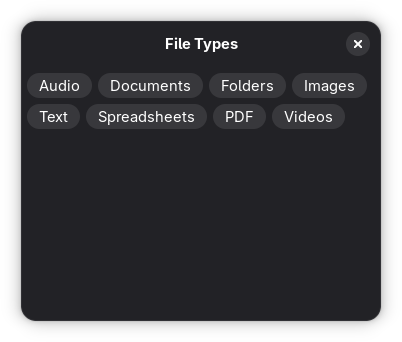 File Types
Audio Documents Folders Images
Text Spreadsheets PDF Videos